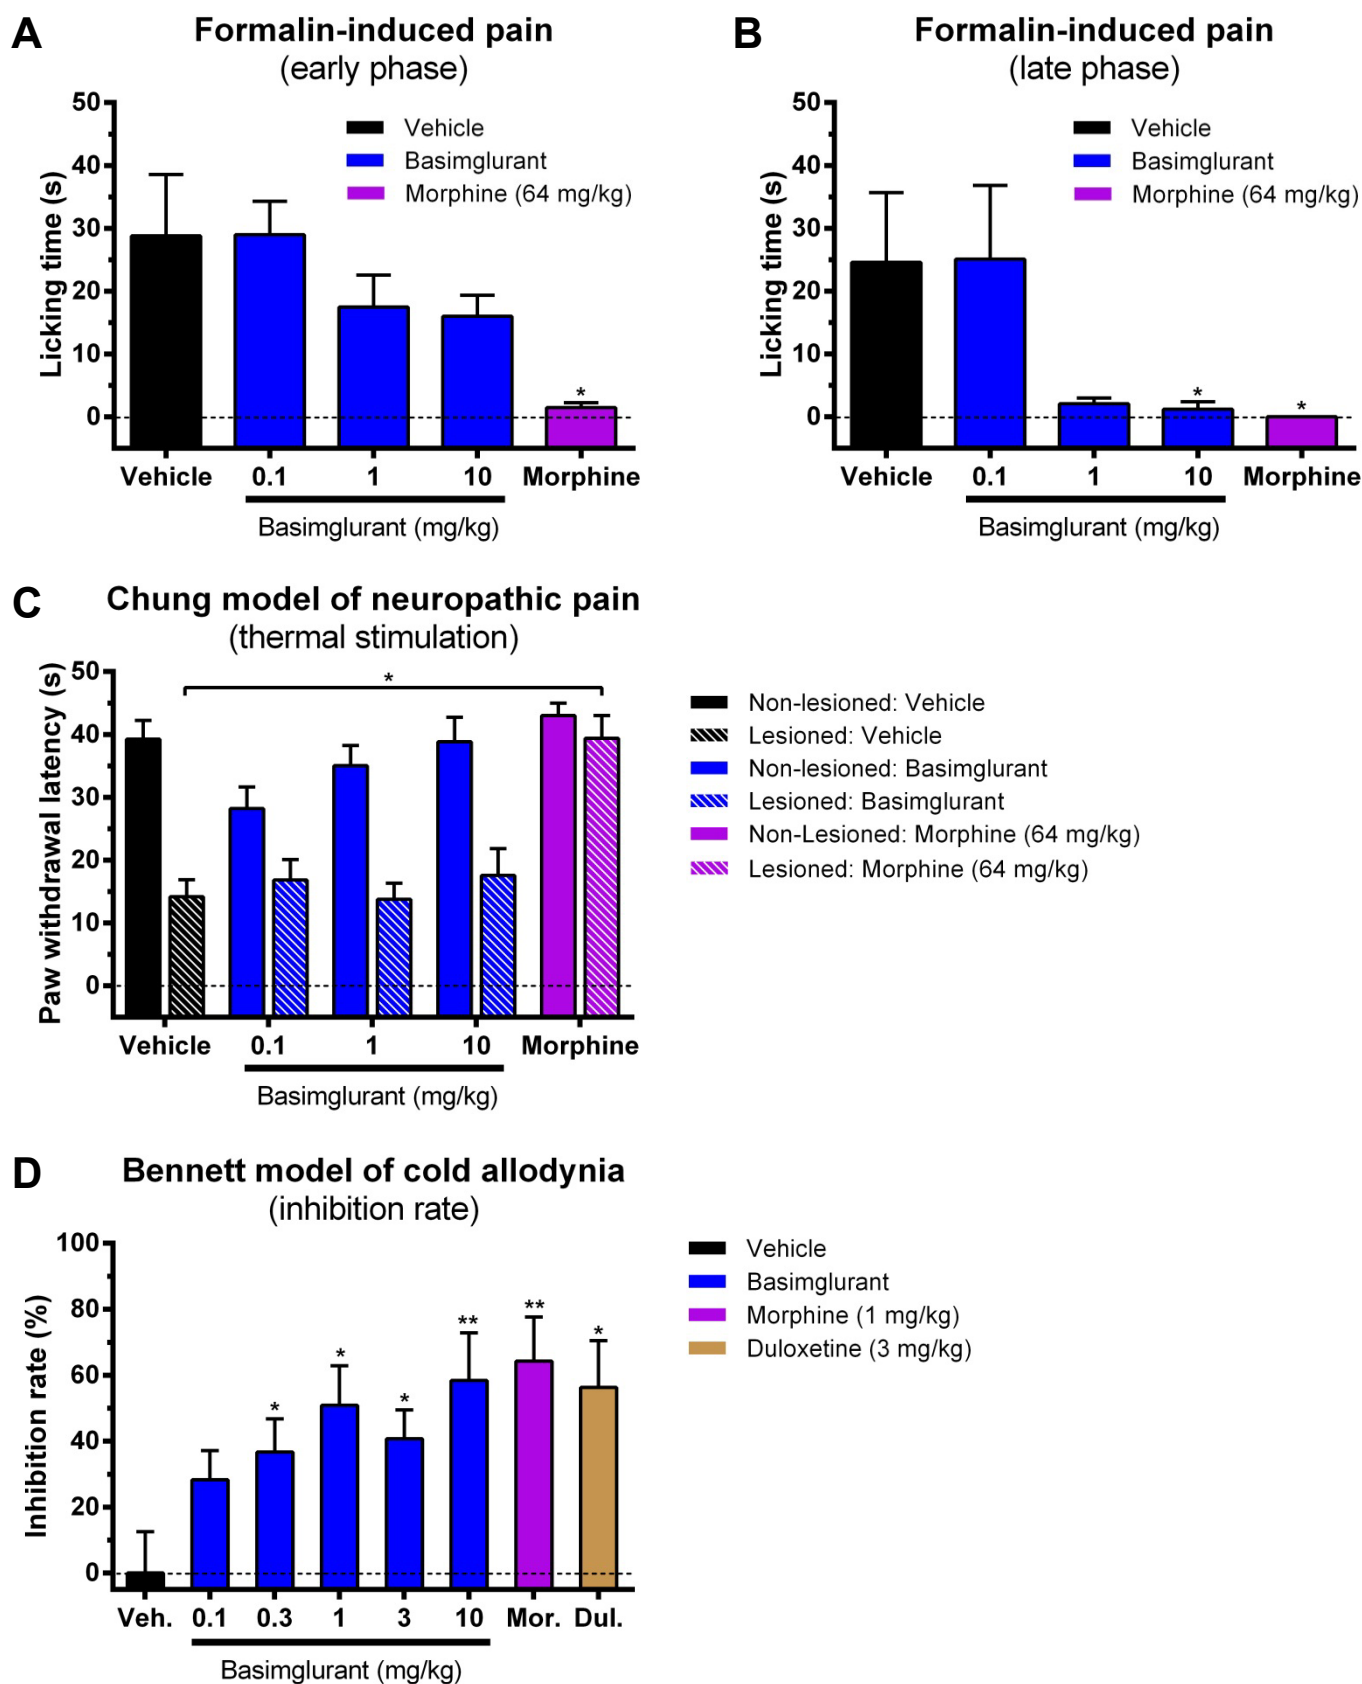 A
Formalin-induced pain
(early phase)
Licking time (s)
50
40
30
20
10
0
Vehicle
Basimglurant
Morphine (64 mg/kg)
*
Vehicle 0.1 1 10 Morphine
Basimglurant (mg/kg)
B
Formalin-induced pain
(late phase)
Licking time (s)
50
40
30
20
10
0
Vehicle
Basimglurant
Morphine (64 mg/kg)
* *
Vehicle 0.1 1 10 Morphine
Basimglurant (mg/kg)
C
Chung model of neuropathic pain
(thermal stimulation)
Paw withdrawal latency (s)
50
40
30
20
10
0
*
Non-lesioned: Vehicle
Lesioned: Vehicle
Non-lesioned: Basimglurant
Lesioned: Basimglurant
Non-Lesioned: Morphine (64 mg/kg)
Lesioned: Morphine (64 mg/kg)
Vehicle 0.1 1 10 Morphine
Basimglurant (mg/kg)
D
Bennett model of cold allodynia
(inhibition rate)
Inhibition rate (%)
100
80
60
40
20
0
* * * ** ** *
Vehicle
Basimglurant
Morphine (1 mg/kg)
Duloxetine (3 mg/kg)
Veh. 0.1 0.3 1 3 10 Mor. Dul.
Basimglurant (mg/kg)